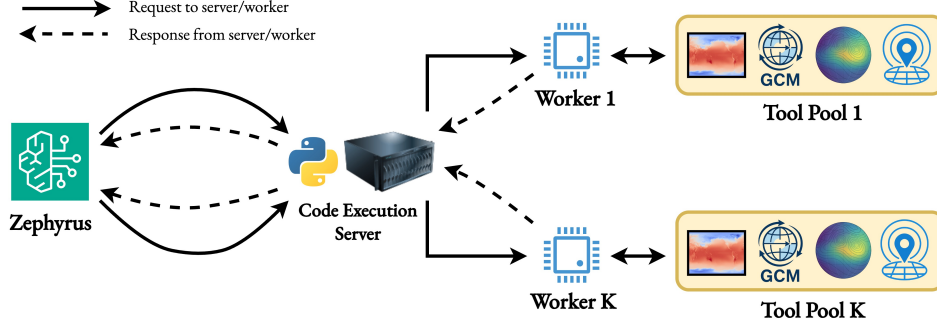 Request to server/worker
Response from server/worker
Zephyrus
Code Execution
Server
Worker 1
GCM
Tool Pool 1
Worker K
GCM
Tool Pool K